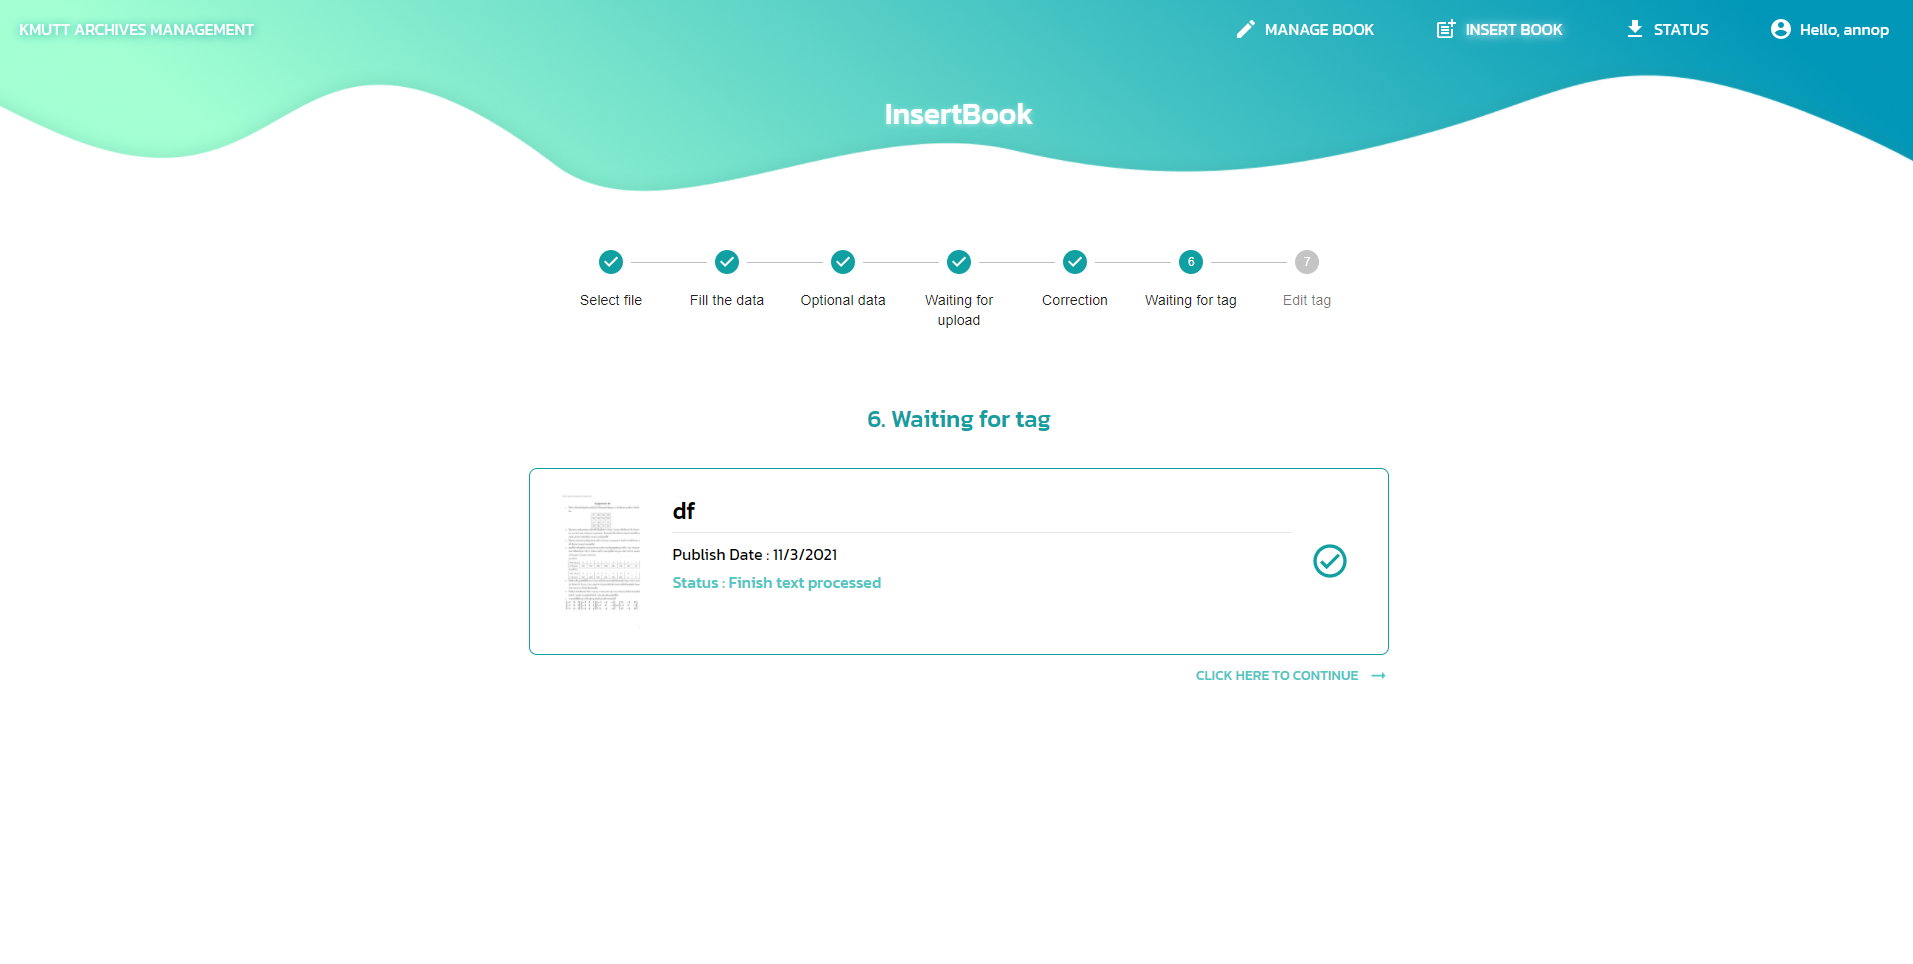 KMUTT ARCHIVES MANAGEMENT
MANAGE BOOK
INSERT BOOK
STATUS
Hello, annop
InsertBook
6
7
Select file
Fill the data
Optional data
Waiting for
upload
Correction
Waiting for tag
Edit tag
6. Waiting for tag
df
Publish Date : 11/3/2021
Status : Finish text processed
CLICK HERE TO CONTINUE